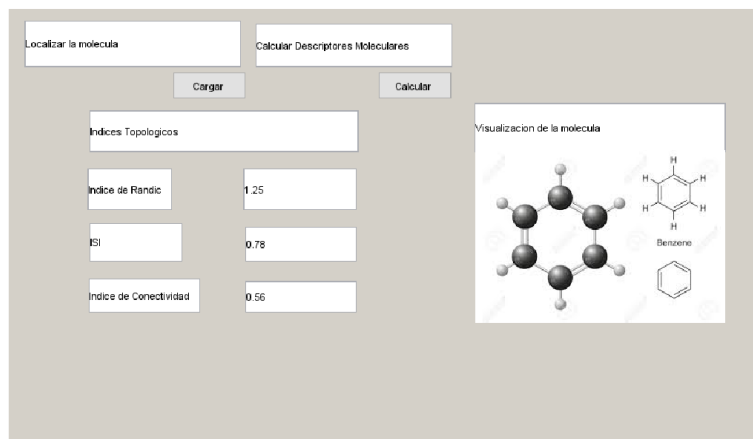 Localizar la molecula
Calcular Descriptores Moleculares
Cargar
Calcular
Indices Topologicos
Visualizacion de la molecula
Indice de Randic
1.25
ISI
0.78
Indice de Conectividad
0.56
H
H
H
H
H
H
Benzene